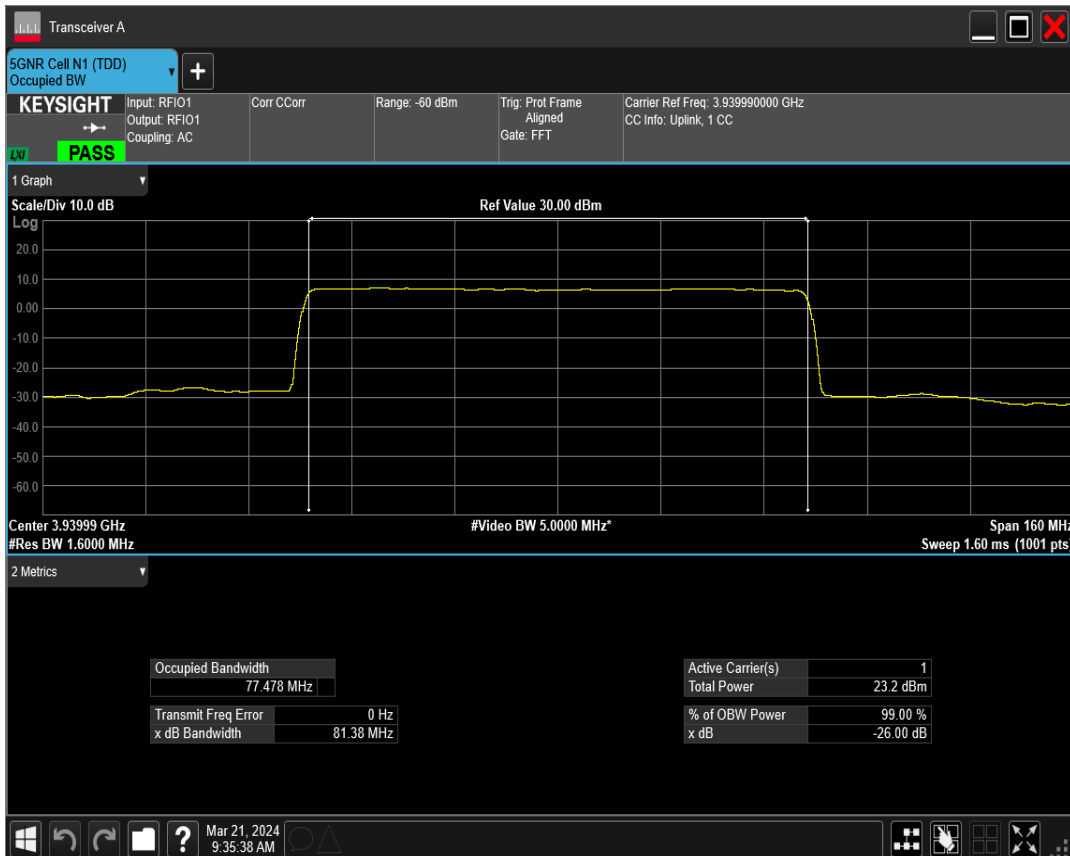 Transceiver A
5GNR Cell N1 (TDD)
Occupied BW
+
KEYSIGHT
LXI
PASS
Input: RFIO1
Output: RFIO1
Coupling: AC
Corr CCorr
Range: -60 dBm
Trig: Prot Frame
Aligned
Gate: FFT
Carrier Ref Freq: 3.939990000 GHz
CC Info: Uplink, 1 CC
1 Graph
Scale/Div 10.0 dB
Ref Value 30.00 dBm
Log
20.0
10.0
0.00
-10.0
-20.0
-30.0
-40.0
-50.0
-60.0
Center 3.93999 GHz
#Video BW 5.0000 MHz*
Span 160 MHz
#Res BW 1.6000 MHz
Sweep 1.60 ms (1001 pts)
2 Metrics
Occupied Bandwidth
77.478 MHz
Transmit Freq Error 0 Hz
x dB Bandwidth 81.38 MHz
Active Carrier(s) 1
Total Power 23.2 dBm
% of OBW Power 99.00 %
x dB -26.00 dB
?
Mar 21, 2024
9:35:38 AM